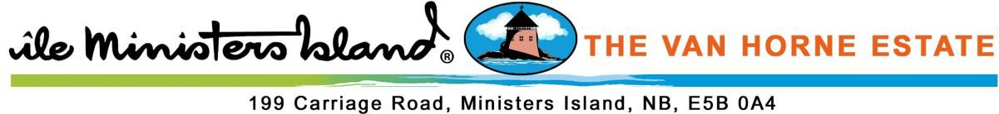 île Ministers Island® THE VAN HORNE ESTATE
199 Carriage Road, Ministers Island, NB, E5B 0A4